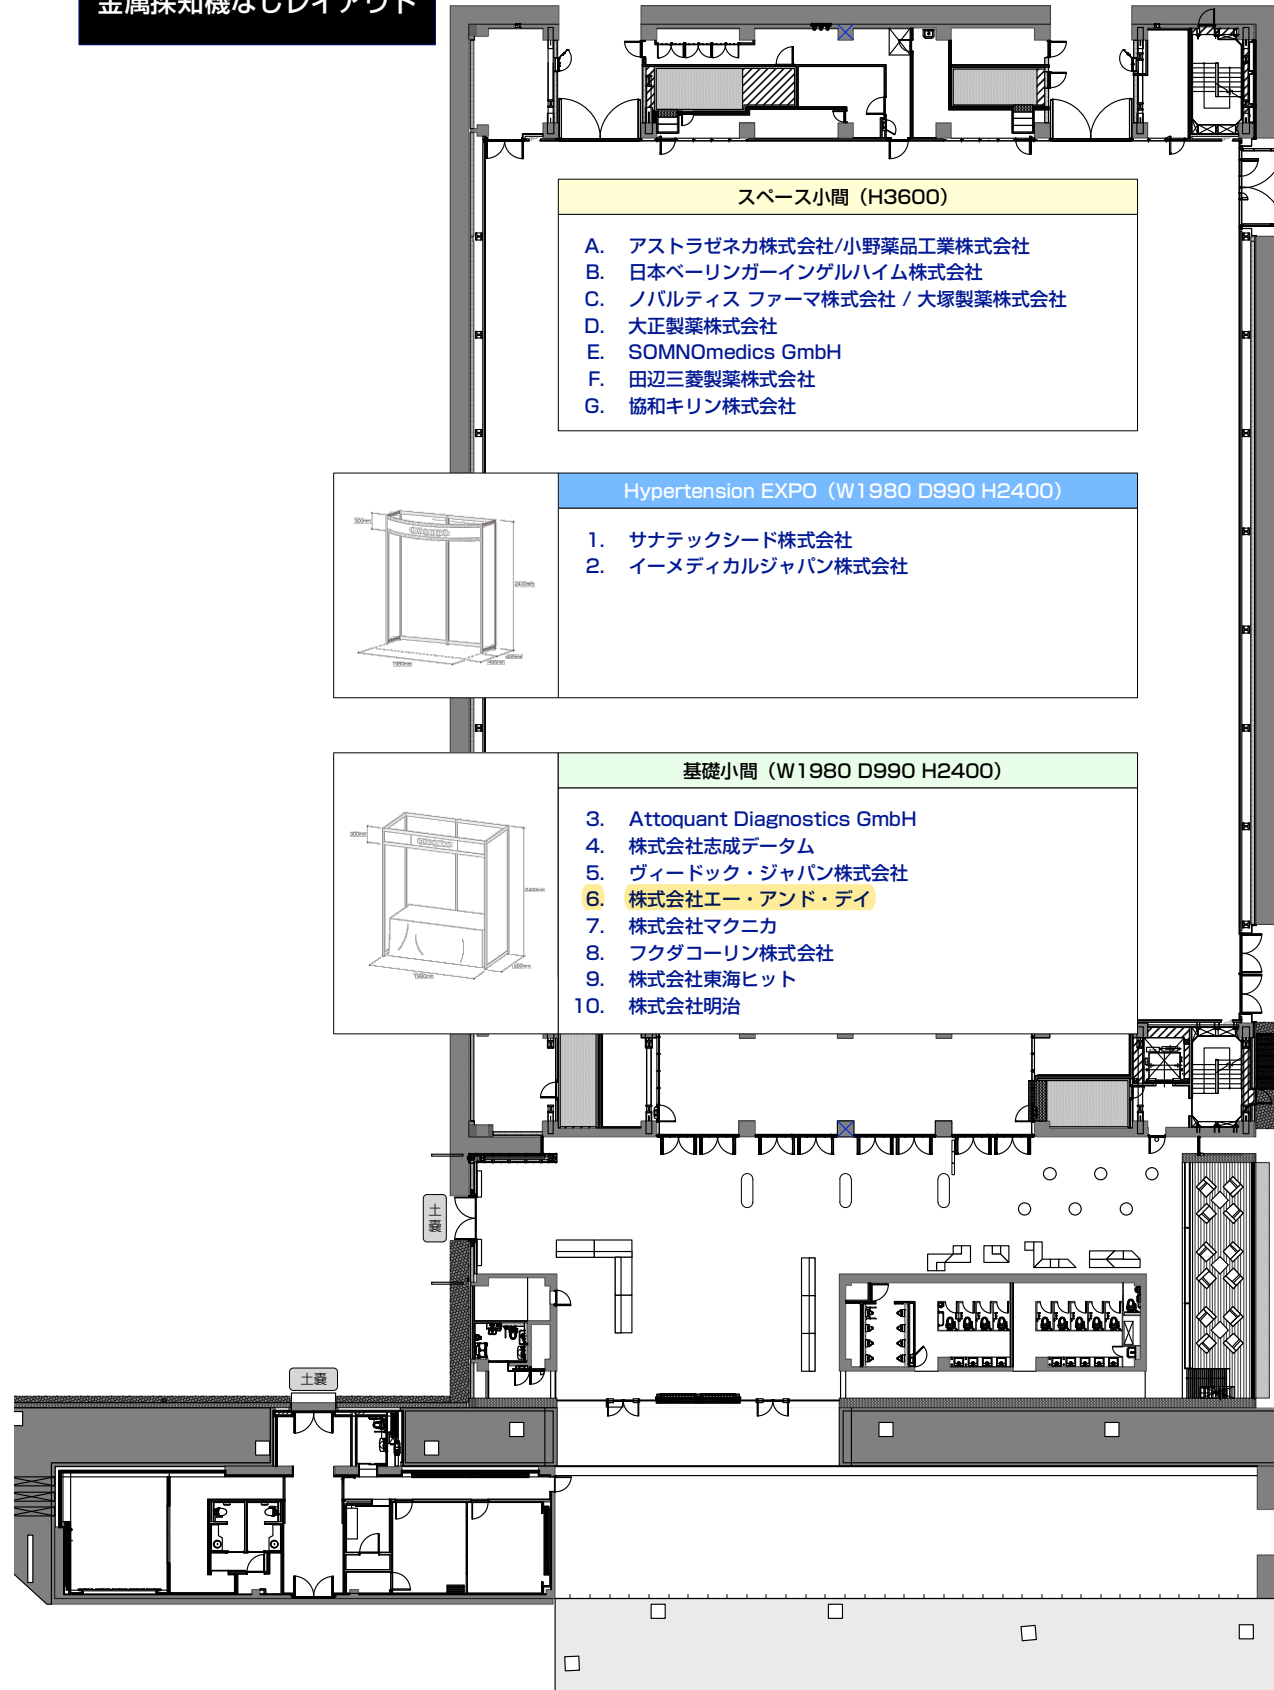 金属探知機なしレイアウト
スペース小間（H3600）
A. アストラゼネカ株式会社/小野薬品工業株式会社
B. 日本ベーリンガーインゲルハイム株式会社
C. ノバルティス ファーマ株式会社 / 大塚製薬株式会社
D. 大正製薬株式会社
E. SOMNOmedics GmbH
F. 田辺三菱製薬株式会社
G. 協和キリン株式会社
Hypertension EXPO（W1980 D990 H2400）
1. サナテックシード株式会社
2. イーメディカルジャパン株式会社
300mm
2400mm
1980mm
495mm
495mm
基礎小間（W1980 D990 H2400）
3. Attoquant Diagnostics GmbH
4. 株式会社志成データム
5. ヴィードック・ジャパン株式会社
6. 株式会社エー・アンド・デイ
7. 株式会社マクニカ
8. フクダコーリン株式会社
9. 株式会社東海ヒット
10. 株式会社明治
300mm
2400mm
1980mm
土嚢
土嚢